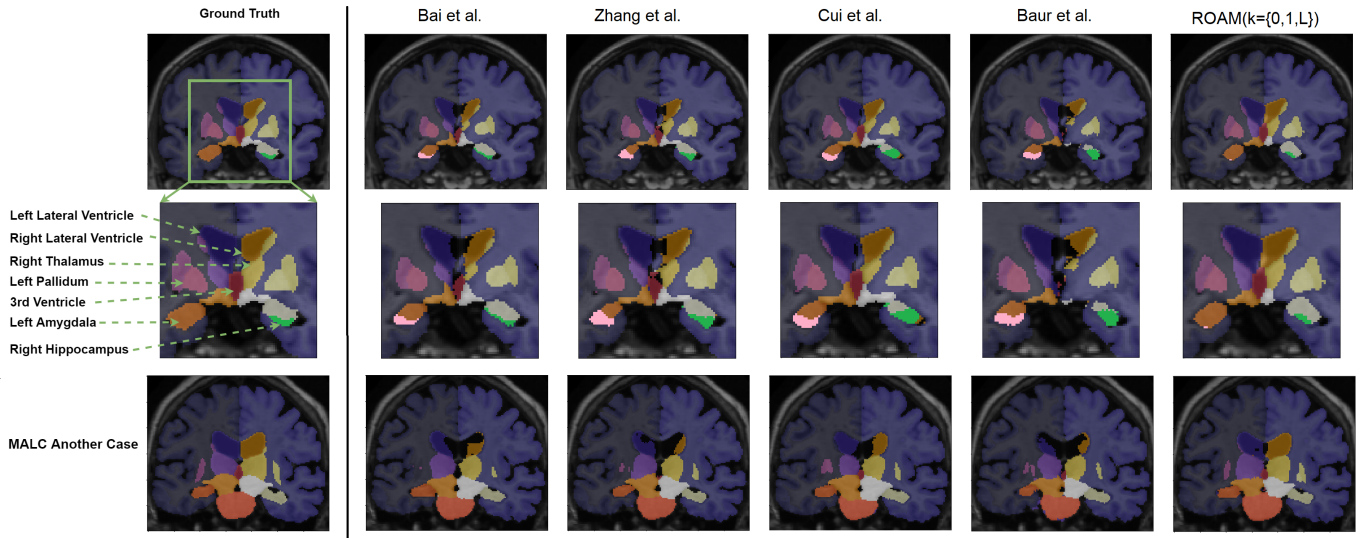 Ground Truth
Bai et al.
Zhang et al.
Cui et al.
Baur et al.
ROAM(k={0,1,L})
Left Lateral Ventricle
Right Lateral Ventricle
Right Thalamus
Left Pallidum
3rd Ventricle
Left Amygdala
Right Hippocampus
MALC Another Case